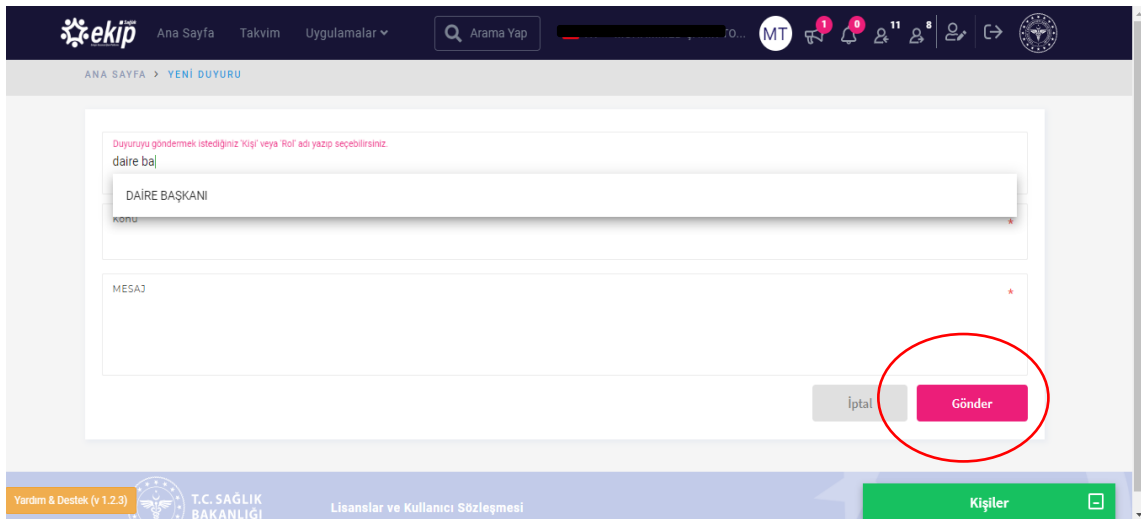 ekip Sağlık
Ana Sayfa Takvim Uygulamalar Arama Yap MT 1 9 11 8
ANA SAYFA > YENİ DUYURU
Duyuruyu göndermek istediğiniz 'Kişi' veya 'Rol' adı yazıp seçebilirsiniz.
daire ba
DAİRE BAŞKANI
Konu *
MESAJ *
İptal Gönder
Yardım & Destek (v 1.2.3)
T.C. SAĞLIK
BAKANLIĞI
Lisanslar ve Kullanıcı Sözleşmesi
Kişiler